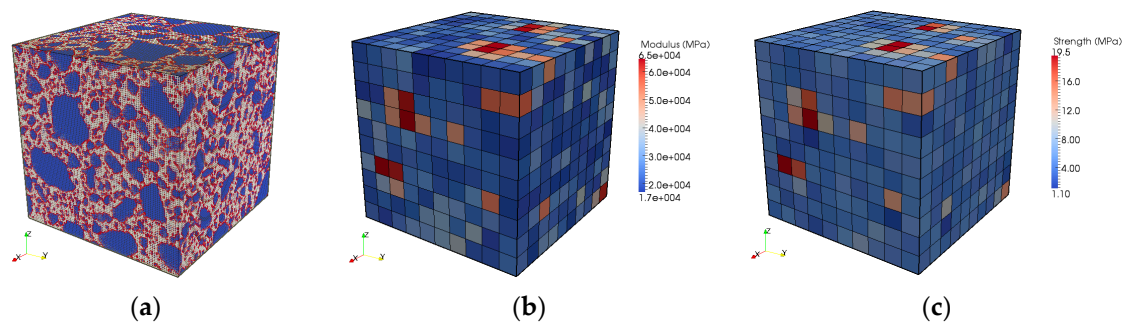 Modulus (MPa)
6.5e+004
6.0e+004
5.0e+004
4.0e+004
3.0e+004
2.0e+004
1.7e+004
Strength (MPa)
19.5
16.0
12.0
8.00
4.00
1.10
Z
X
Y
Z
X
Y
Z
X
Y
(a)
(b)
(c)